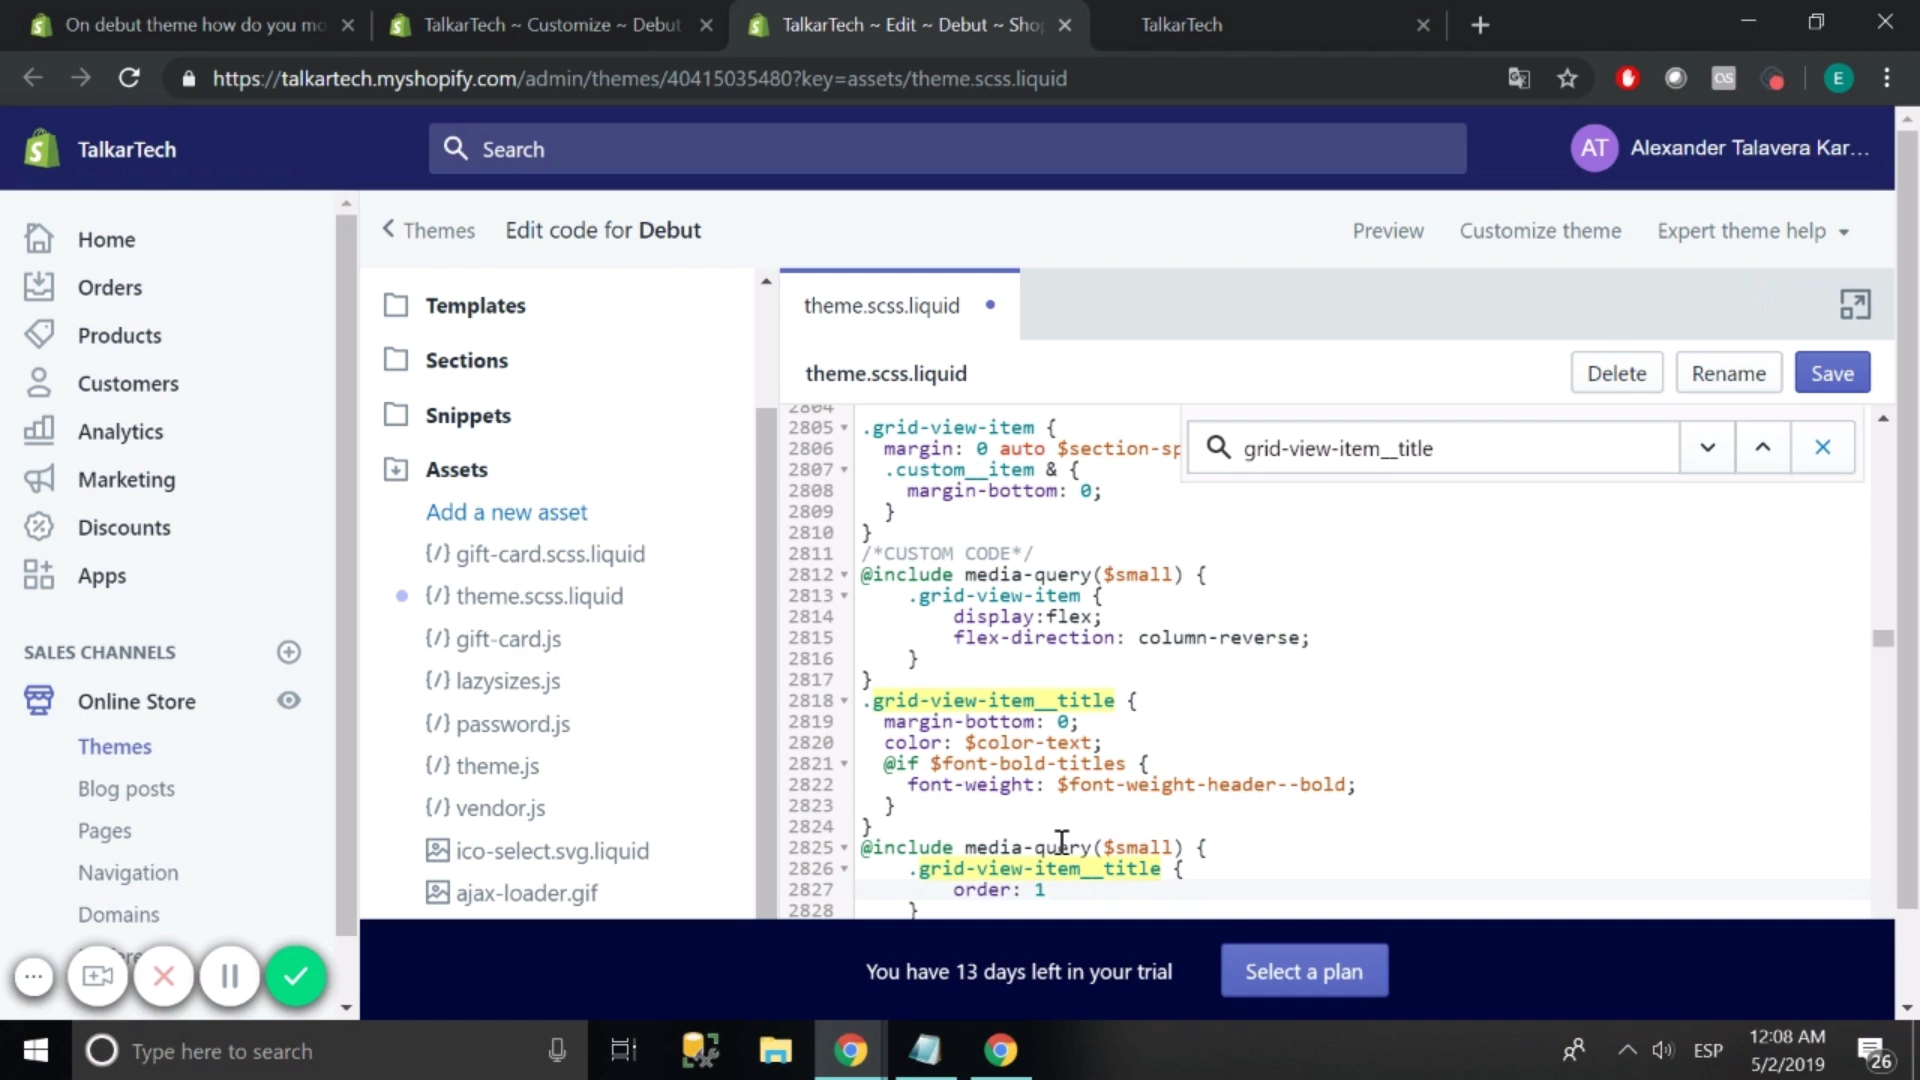 On debut theme how do you mo
TalkarTech ~ Customize ~ Debut
TalkarTech ~ Edit ~ Debut ~ Sho
TalkarTech
https://talkartech.myshopify.com/admin/themes/40415035480?key=assets/theme.scss.liquid
E
TalkarTech
Search
AT
Alexander Talavera Kar...
Home
Orders
Products
Customers
Analytics
Marketing
Discounts
Apps
SALES CHANNELS
Online Store
Themes
Blog posts
Pages
Navigation
Domains
Themes
Edit code for Debut
Preview
Customize theme
Expert theme help
Templates
Sections
Snippets
Assets
Add a new asset
{/} gift-card.scss.liquid
{/} theme.scss.liquid
{/} gift-card.js
{/} lazysizes.js
{/} password.js
{/} theme.js
{/} vendor.js
ico-select.svg.liquid
ajax-loader.gif
theme.scss.liquid
theme.scss.liquid
Delete
Rename
Save
grid-view-item__title
2804
2805 .grid-view-item {
2806 margin: 0 auto $section-sp
2807 .custom__item & {
2808 margin-bottom: 0;
2809 }
2810 }
2811 /*CUSTOM CODE*/
2812 @include media-query($small) {
2813 .grid-view-item {
2814 display:flex;
2815 flex-direction: column-reverse;
2816 }
2817 }
2818 .grid-view-item__title {
2819 margin-bottom: 0;
2820 color: $color-text;
2821 @if $font-bold-titles {
2822 font-weight: $font-weight-header--bold;
2823 }
2824 }
2825 @include media-query($small) {
2826 .grid-view-item__title {
2827 order: 1
2828 }
You have 13 days left in your trial
Select a plan
Type here to search
ESP
12:08 AM
5/2/2019
26